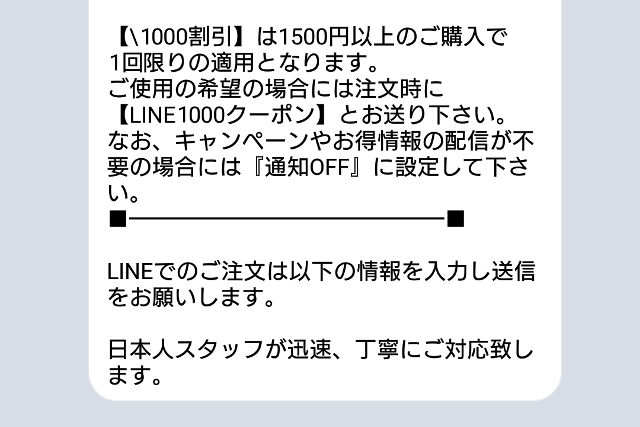 【\1000割引】は1500円以上のご購入で
1回限りの適用となります。
ご使用の希望の場合には注文時に
【LINE1000クーポン】とお送り下さい。
なお、キャンペーンやお得情報の配信が不
要の場合には『通知OFF』に設定して下さ
い。
■―――――――――――――■
LINEでのご注文は以下の情報を入力し送信
をお願いします。
日本人スタッフが迅速、丁寧にご対応致し
ます。